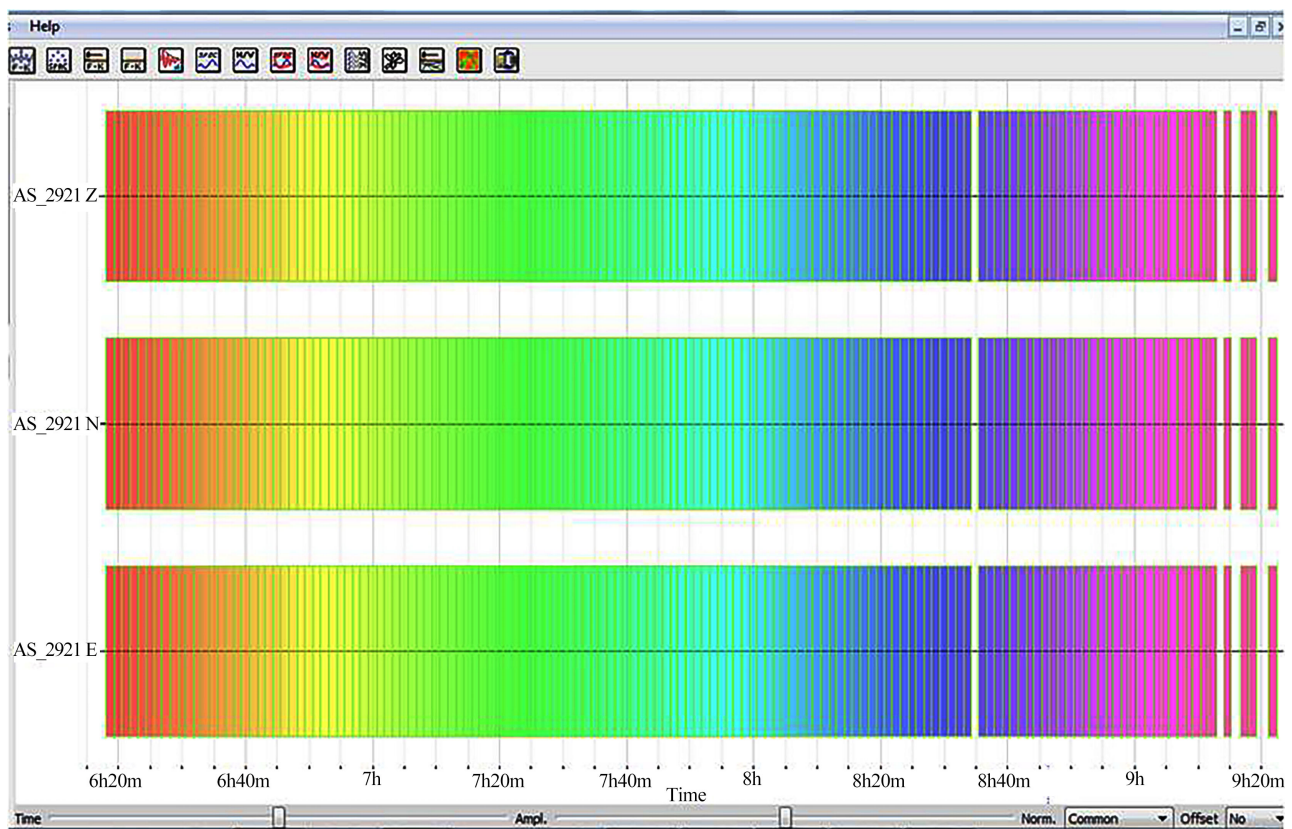 Help
AS_2921 Z
AS_2921 N
AS_2921 E
6h20m 6h40m 7h 7h20m 7h40m 8h 8h20m 8h40m 9h 9h20m
Time
Time Ampl. Norm. Common Offset No